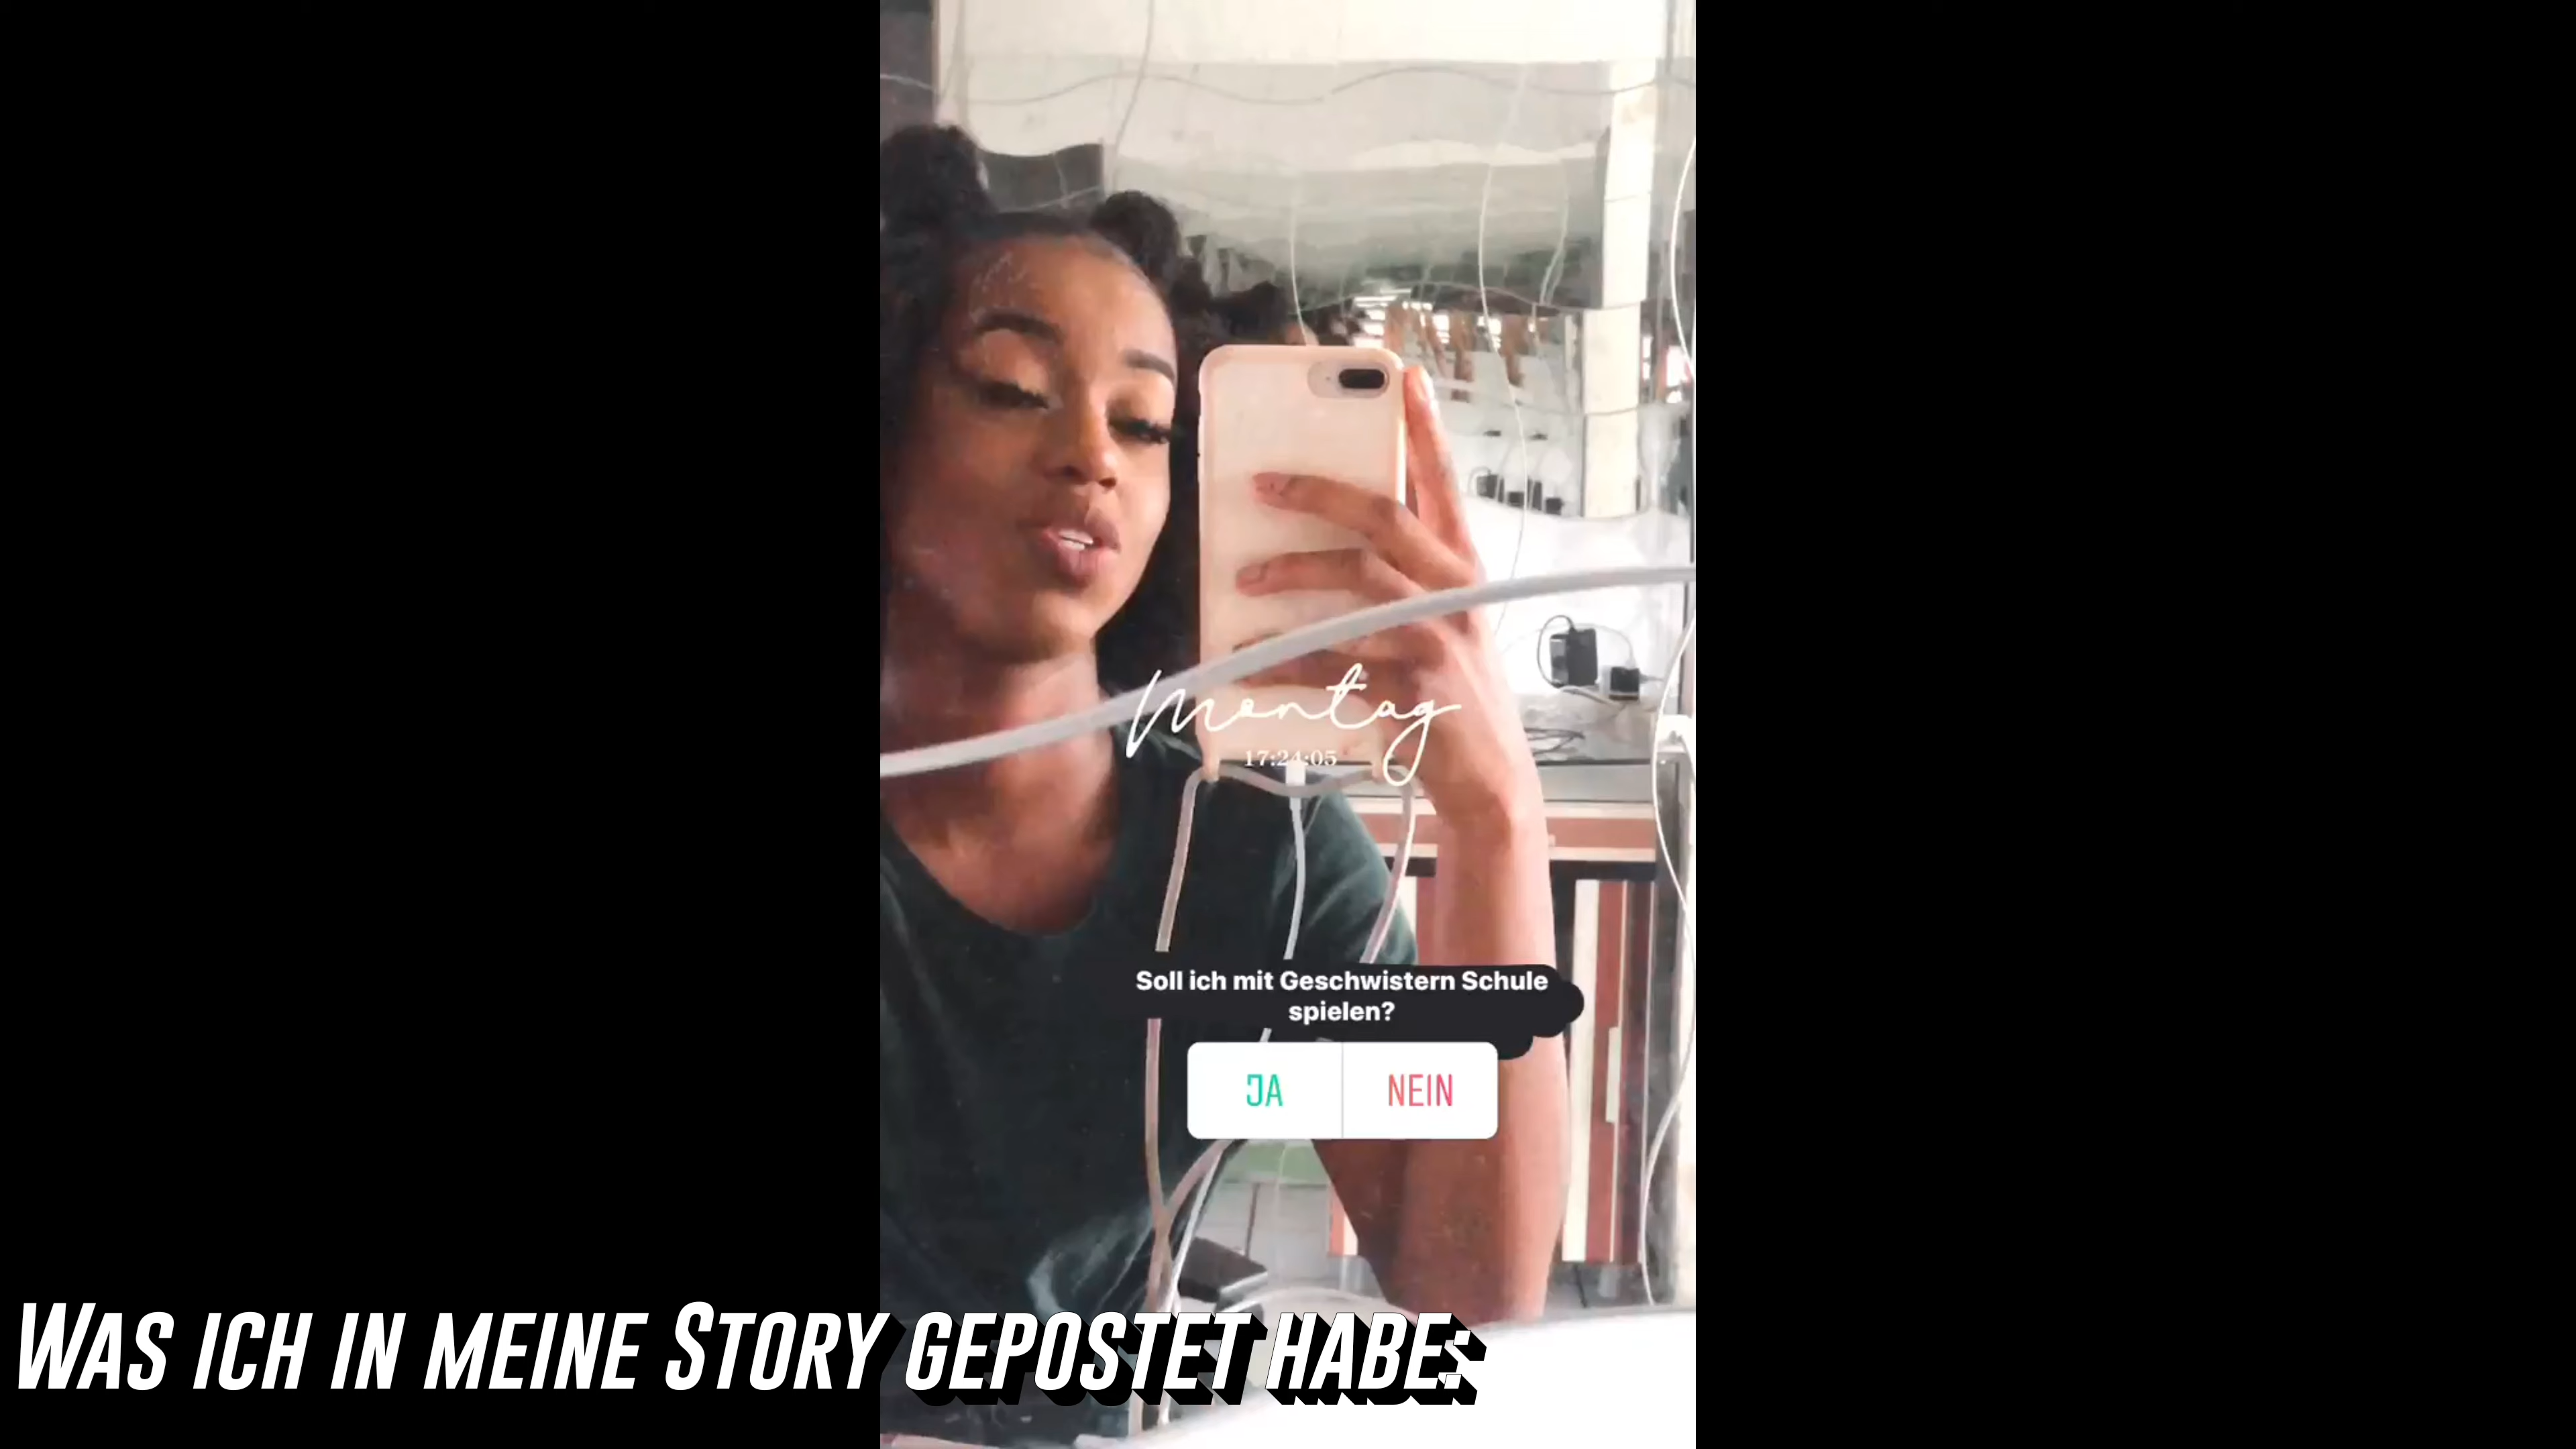 Montag
17:24:05
Soll ich mit Geschwistern Schule
spielen?
JA NEIN
WAS ICH IN MEINE STORY GEPOSTET HABE: